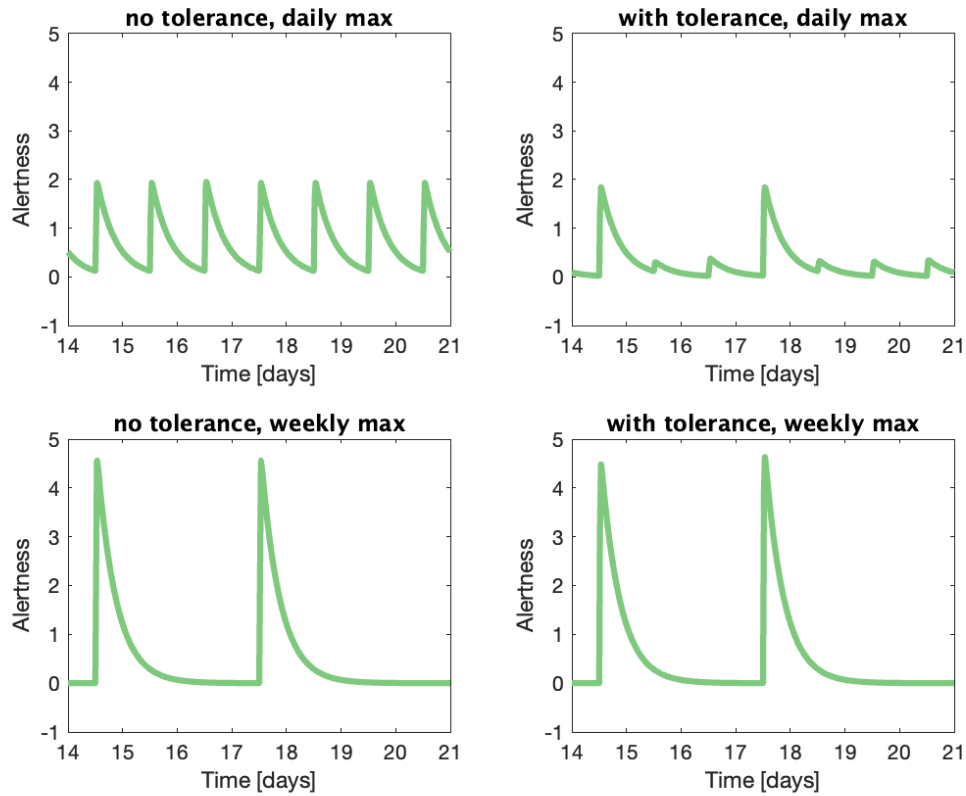 no tolerance, daily max
5
4
3
2
1
0
-1
Alertness
14 15 16 17 18 19 20 21
Time [days]
with tolerance, daily max
5
4
3
2
1
0
-1
Alertness
14 15 16 17 18 19 20 21
Time [days]
no tolerance, weekly max
5
4
3
2
1
0
-1
Alertness
14 15 16 17 18 19 20 21
Time [days]
with tolerance, weekly max
5
4
3
2
1
0
-1
Alertness
14 15 16 17 18 19 20 21
Time [days]